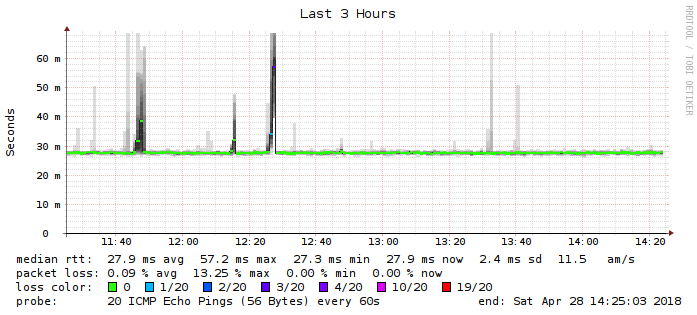 Last 3 Hours
RRDTOOL / TOBI OETIKER
Seconds
60 m
50 m
40 m
30 m
20 m
10 m
0
11:40 12:00 12:20 12:40 13:00 13:20 13:40 14:00 14:20
median rtt: 27.9 ms avg 57.2 ms max 27.3 ms min 27.9 ms now 2.4 ms sd 11.5 am/s
packet loss: 0.09 % avg 13.25 % max 0.00 % min 0.00 % now
loss color: 0 1/20 2/20 3/20 4/20 10/20 19/20
probe: 20 ICMP Echo Pings (56 Bytes) every 60s end: Sat Apr 28 14:25:03 2018